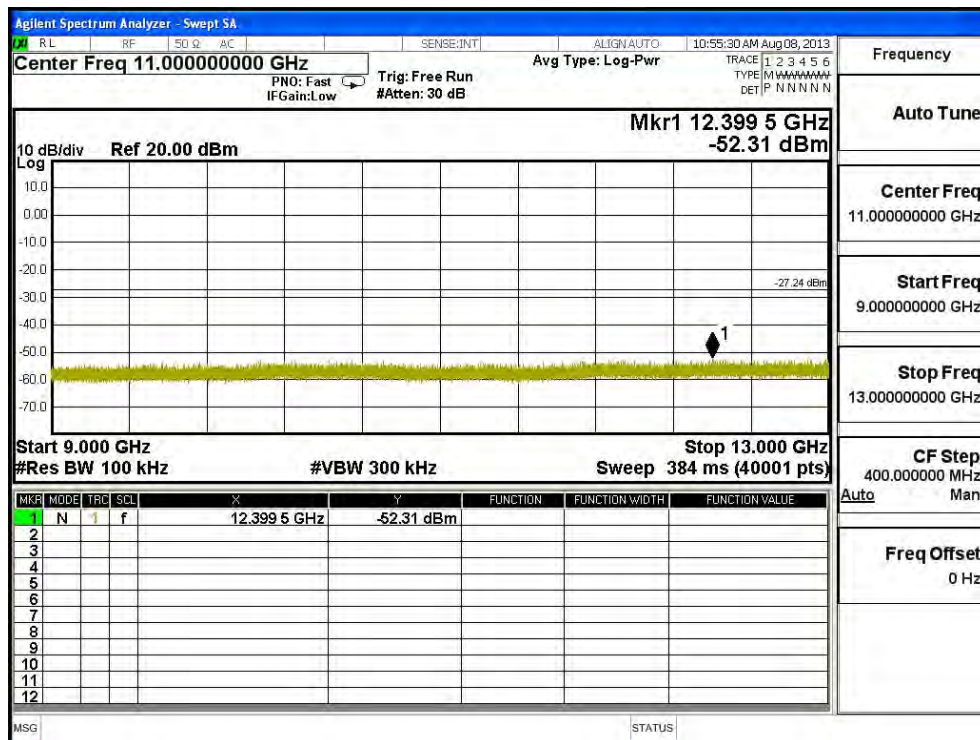 Agilent Spectrum Analyzer - Swept SA
RL RF 50 Ω AC SENSE:INT ALIGN AUTO 10:55:30 AM Aug 08, 2013
Center Freq 11.000000000 GHz
PNO: Fast
IFGain:Low
Trig: Free Run
#Atten: 30 dB
Avg Type: Log-Pwr
TRACE 1 2 3 4 5 6
TYPE M
DET P N N N N N
Mkr1 12.399 5 GHz
-52.31 dBm
10 dB/div Ref 20.00 dBm
Log
10.0
0.00
-10.0
-20.0
-27.24 dBm
-30.0
-40.0
1
-50.0
-60.0
-70.0
Start 9.000 GHz Stop 13.000 GHz
#Res BW 100 kHz #VBW 300 kHz Sweep 384 ms (40001 pts)
MKR MODE TRC SCL X Y FUNCTION FUNCTION WIDTH FUNCTION VALUE
1 N 1 f 12.399 5 GHz -52.31 dBm
2
3
4
5
6
7
8
9
10
11
12
MSG STATUS
Frequency
Auto Tune
Center Freq
11.000000000 GHz
Start Freq
9.000000000 GHz
Stop Freq
13.000000000 GHz
CF Step
400.000000 MHz
Auto Man
Freq Offset
0 Hz